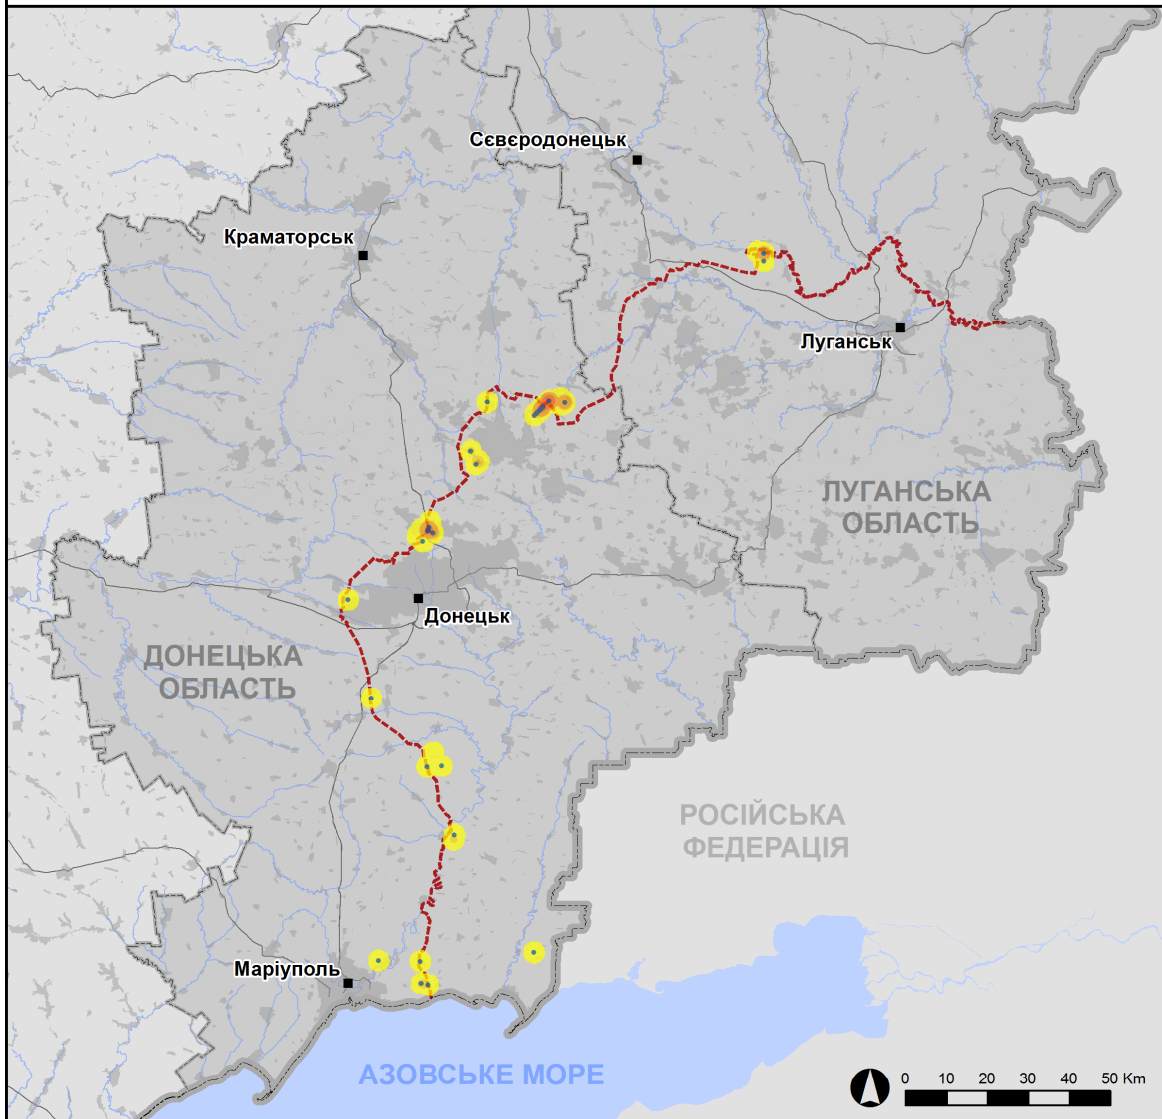 Сєвєродонецьк
Краматорськ
Луганськ
ЛУГАНСЬКА
ОБЛАСТЬ
Донецьк
ДОНЕЦЬКА
ОБЛАСТЬ
РОСІЙСЬКА
ФЕДЕРАЦІЯ
Маріуполь
АЗОВСЬКЕ МОРЕ
0 10 20 30 40 50 Km